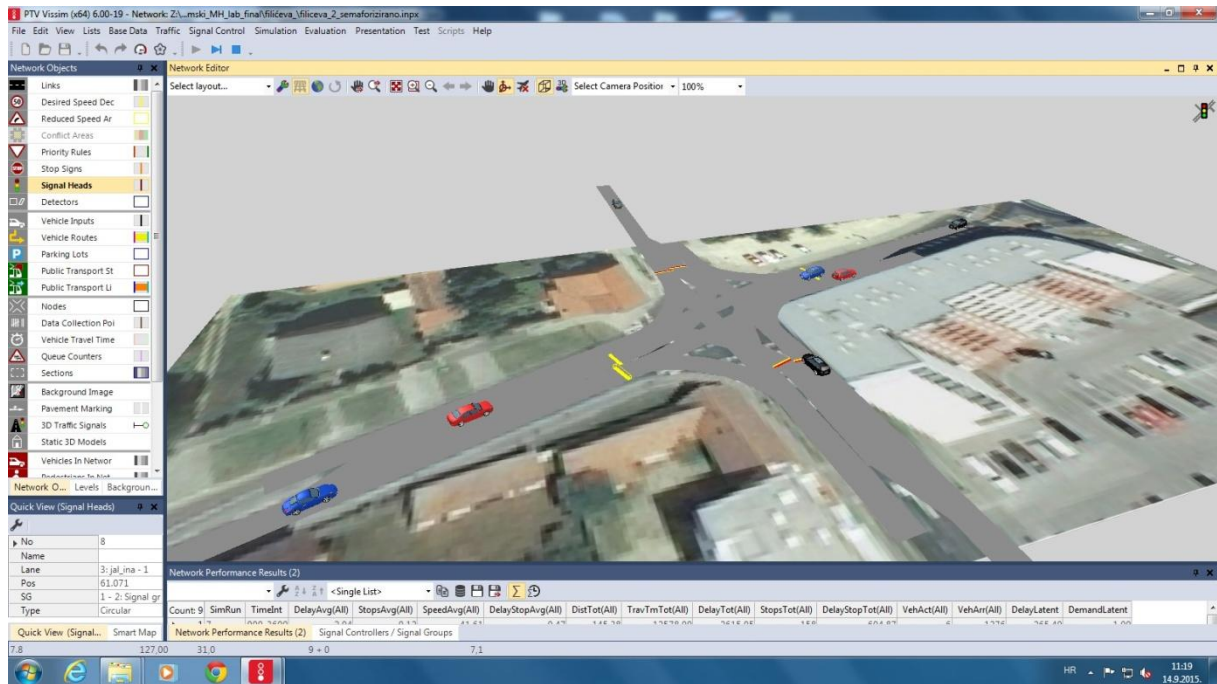 PTV Vissim (x64) 6.00-19 - Network: Z:\...mski_MH_lab_final\filićeva_\filiceva_2_semaforizirano.inpx
File Edit View Lists Base Data Traffic Signal Control Simulation Evaluation Presentation Test Scripts Help
Network Objects
Network Editor
Select layout...
Select Camera Position
100%
Links
Desired Speed Dec
Reduced Speed Ar
Conflict Areas
Priority Rules
Stop Signs
Signal Heads
Detectors
Vehicle Inputs
Vehicle Routes
Parking Lots
Public Transport St
Public Transport Li
Nodes
Data Collection Poi
Vehicle Travel Time
Queue Counters
Sections
Background Image
Pavement Marking
3D Traffic Signals
Static 3D Models
Vehicles In Networ
Network O... Levels Backgroun...
Quick View (Signal Heads)
No 8
Name
Lane 3: jal_ina - 1
Pos 61.071
SG 1 - 2: Signal gr
Type Circular
Quick View (Signal... Smart Map
Network Performance Results (2)
<Single List>
Count: 9 SimRun TimeInt DelayAvg(All) StopsAvg(All) SpeedAvg(All) DelayStopAvg(All) DistTot(All) TravTmTot(All) DelayTot(All) StopsTot(All) DelayStopTot(All) VehAct(All) VehArr(All) DelayLatent DemandLatent
Network Performance Results (2) Signal Controllers / Signal Groups
7.8 127,00 31,0 9 + 0 7,1
HR
11:19
14.9.2015.